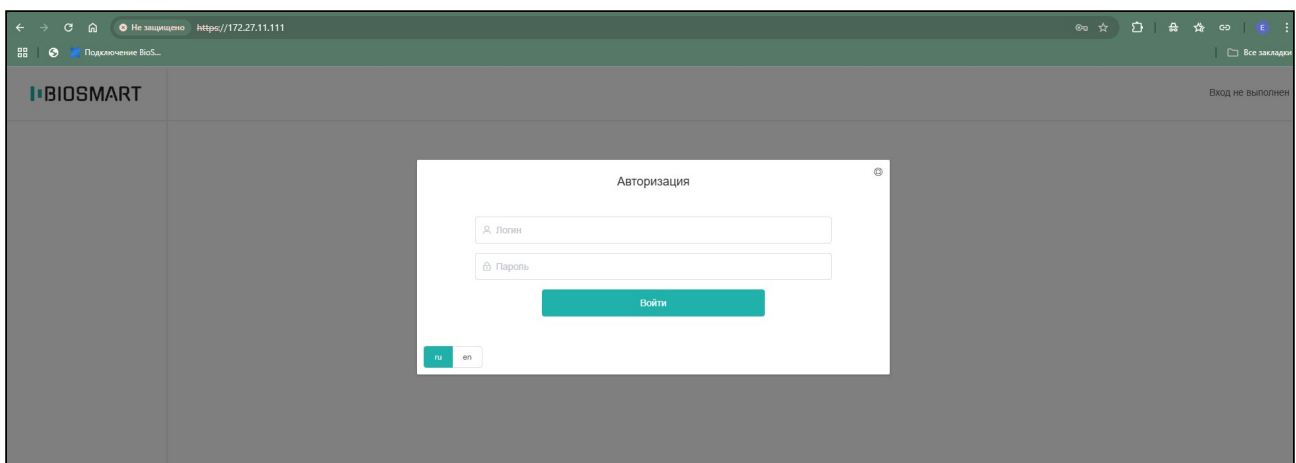 Не защищено https://172.27.11.111
E
Подключение BioS...
Все закладки
BIOSMART
Вход не выполнен
Авторизация
Логин
Пароль
Войти
ru en